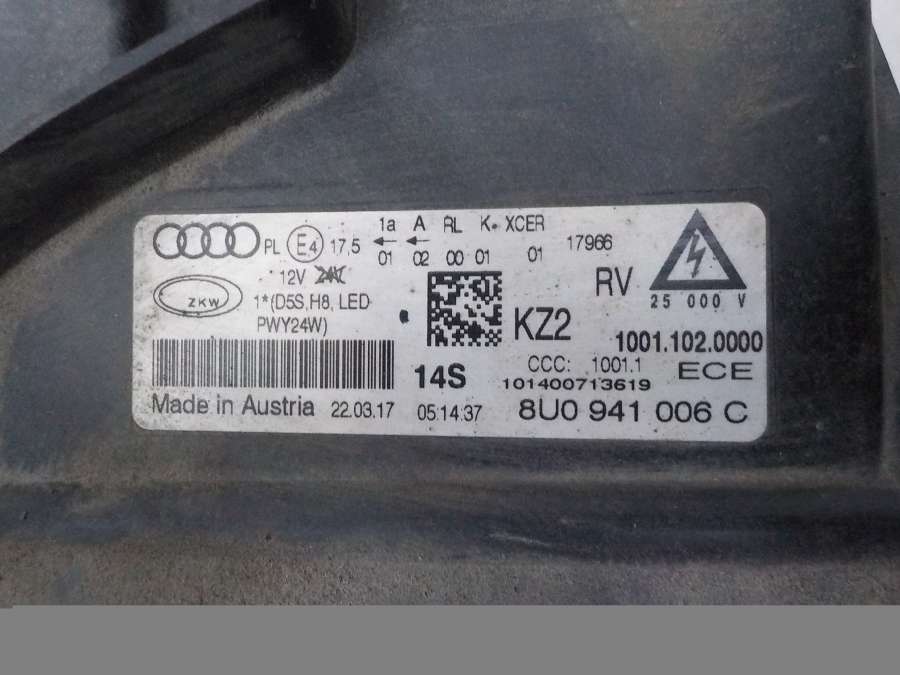 1a A RL K XCER
PL E4 17,5 01 02 00 01 01 17966
12V 24V
ZKW
1*(D5S,H8, LED
PWY24W)
RV
25 000 V
KZ2
1001.102.0000
CCC: 1001.1
ECE
14S
101400713619
Made in Austria 22.03.17 05:14:37 8U0 941 006 C